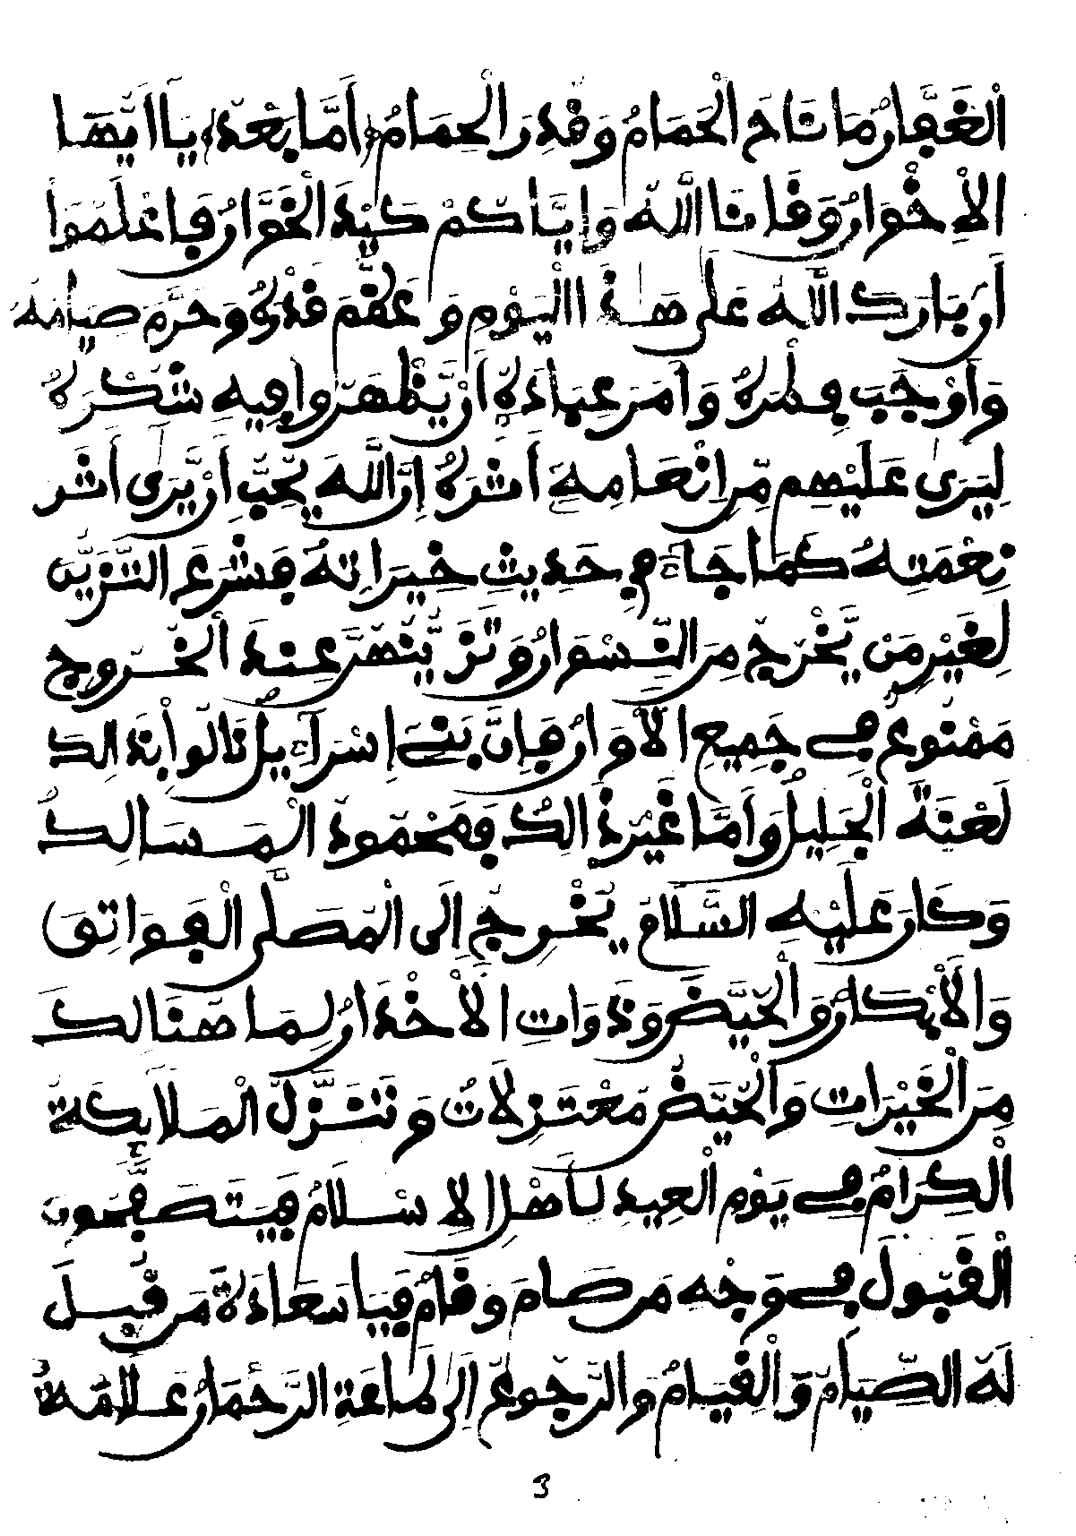 الْغَفَّارُ مَا نَاحَ الْحَمَامُ وَقُدِّرَ الْحِمَامُ ﴿أَمَّا بَعْدُ﴾ يَا أَيُّهَا
الْإِخْوَانُ وَقَانَا اللَّهُ وَإِيَّاكُمْ كَيْدَ الْخَوَّانِ فَاعْلَمُوا
أَنْ بَارَكَ اللَّهُ عَلَى هَذَا الْيَوْمِ وَعَظَّمَ قَدْرَهُ وَحَرَّمَ صِيَامَهُ
وَأَوْجَبَ فِطْرَهُ وَأَمَرَ عِبَادَهُ أَنْ يُظْهِرُوا فِيهِ شُكْرَهُ
لِيَرَى عَلَيْهِمْ مِنْ إِنْعَامِهِ أَثَرَهُ إِنَّ اللَّهَ يُحِبُّ أَنْ يَرَى أَثَرَ
نِعْمَتِهِ كَمَا جَاءَ فِي حَدِيثِ خَيْرَاتِهِ فَشَرَعَ التَّزَيُّنَ
لِغَيْرِ مَنْ يَخْرُجُ مِنَ النِّسْوَانِ وَتَزَيُّنُهُنَّ عِنْدَ الْخُرُوجِ
مَمْنُوعٌ فِي جَمِيعِ الْأَوَانِ فَإِنَّ بَنِي إِسْرَائِيلَ نَالُوا بِذَلِكَ
لَعْنَةَ الْجَلِيلِ وَأَمَّا غَيْرُ ذَلِكَ فَمَحْمُودُ الْمَسَالِكِ
وَكَانَ عَلَيْهِ السَّلَامُ يُخْرِجُ إِلَى الْمُصَلَّى الْعَوَاتِقَ
وَالْأَبْكَارَ وَالْحُيَّضَ وَذَوَاتِ الْأَخْدَارِ لِمَا هُنَالِكَ
مِنَ الْخَيْرَاتِ وَالْحُيَّضُ مُعْتَزِلَاتٌ وَتَنَزَّلُ الْمَلَائِكَةُ
الْكِرَامُ فِي يَوْمِ الْعِيدِ لِأَهْلِ الْإِسْلَامِ فَيَتَصَفَّحُونَ
الْقَبُولَ فِي وَجْهِ مَنْ صَامَ وَقَامَ فَيَا سَعَادَةَ مَنْ قُبِلَ
لَهُ الصِّيَامُ وَالْقِيَامُ وَالرُّجُوعُ إِلَى طَاعَةِ الرَّحْمَانِ عَلَامَةُ
3